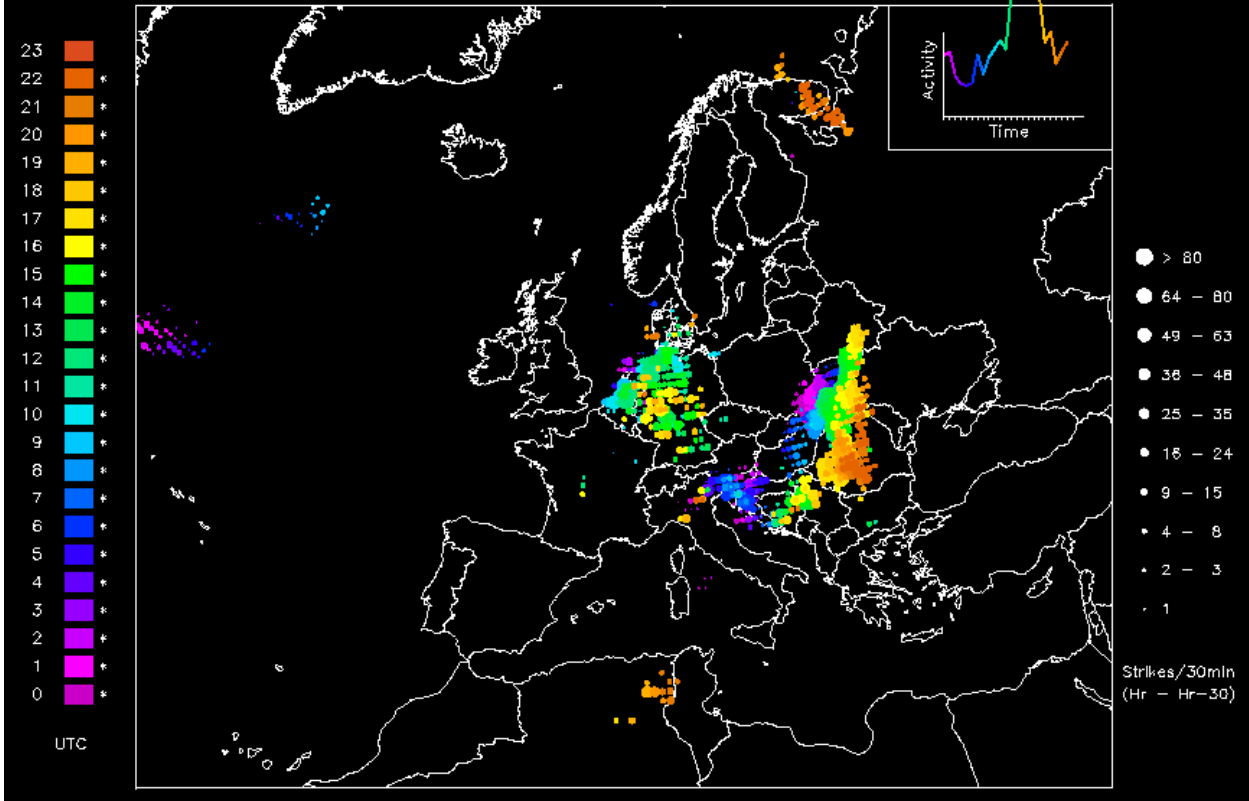 23
22 *
21 *
20 *
19 *
18 *
17 *
16 *
15 *
14 *
13 *
12 *
11 *
10 *
9 *
8 *
7 *
6 *
5 *
4 *
3 *
2 *
1 *
0 *
UTC
Activity
Time
> 80
64 - 80
49 - 63
36 - 48
25 - 35
16 - 24
9 - 15
4 - 8
2 - 3
1
Strikes/30min
(Hr - Hr-30)